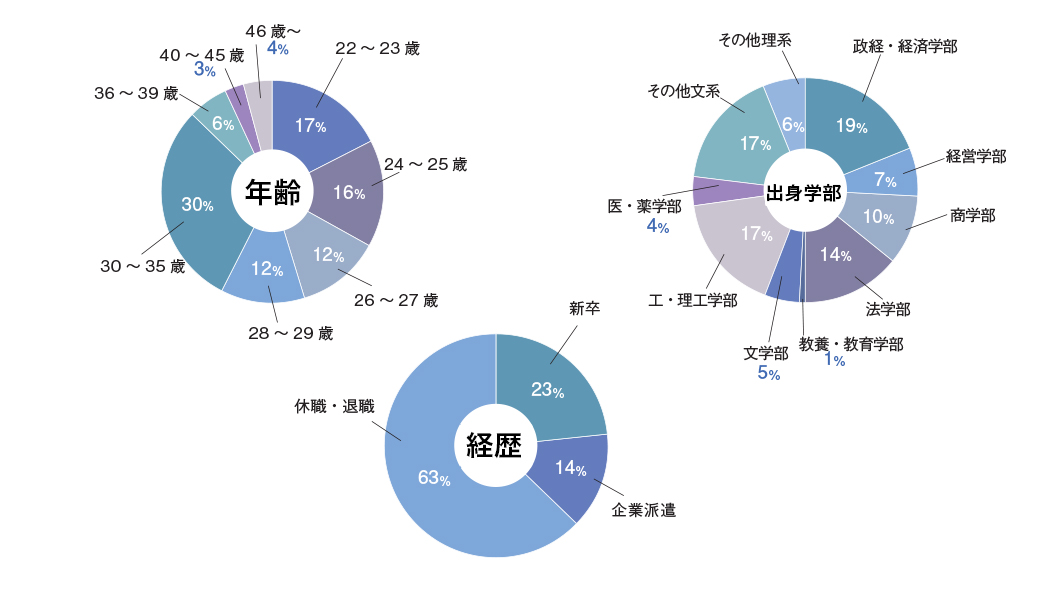 年齢
22～23歳
17%
24～25歳
16%
26～27歳
12%
28～29歳
12%
30～35歳
30%
36～39歳
6%
40～45歳
3%
46歳～
4%
出身学部
政経・経済学部
19%
経営学部
7%
商学部
10%
法学部
14%
教養・教育学部
1%
文学部
5%
工・理工学部
17%
医・薬学部
4%
その他文系
17%
その他理系
6%
経歴
新卒
23%
企業派遣
14%
休職・退職
63%